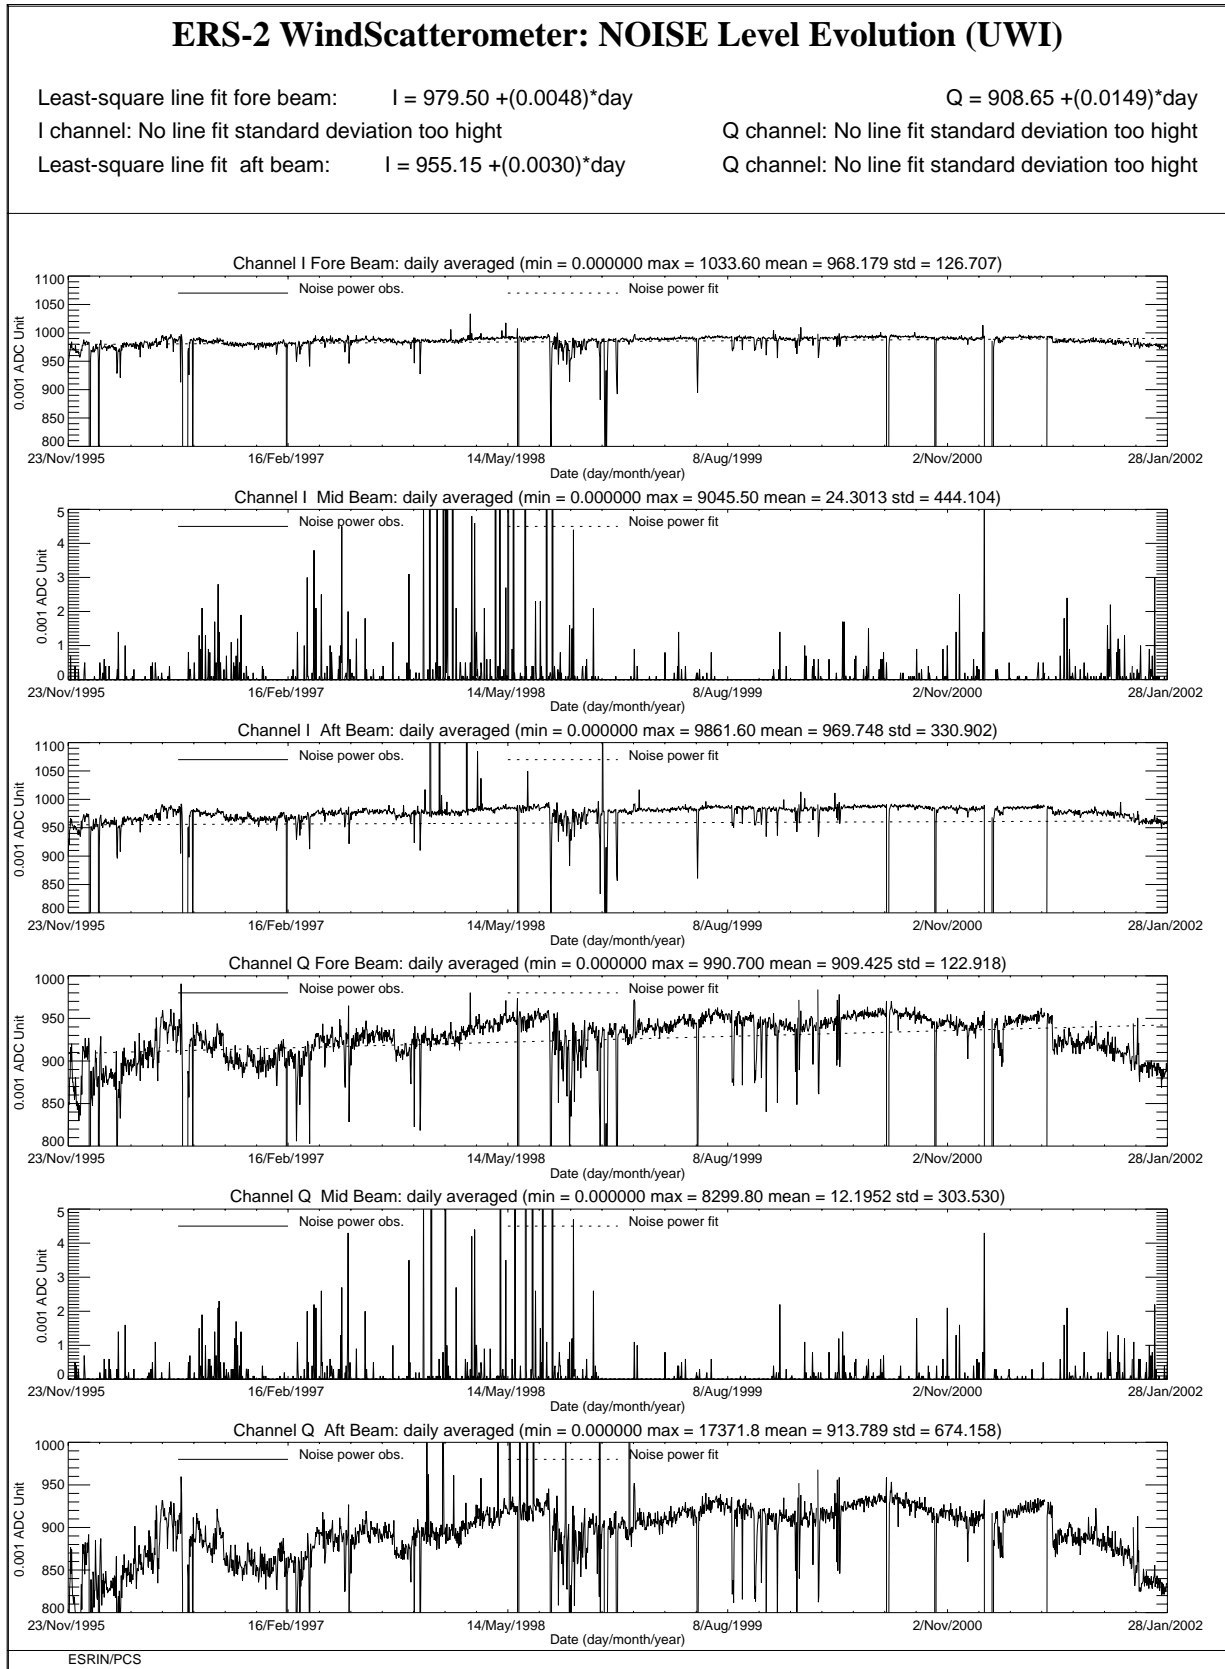 ERS-2 WindScatterometer: NOISE Level Evolution (UWI)
Least-square line fit fore beam: I = 979.50 +(0.0048)*day Q = 908.65 +(0.0149)*day
I channel: No line fit standard deviation too hight Q channel: No line fit standard deviation too hight
Least-square line fit aft beam: I = 955.15 +(0.0030)*day Q channel: No line fit standard deviation too hight
Channel I Fore Beam: daily averaged (min = 0.000000 max = 1033.60 mean = 968.179 std = 126.707)
Noise power obs. Noise power fit
0.001 ADC Unit
1100
1050
1000
950
900
850
800
23/Nov/1995 16/Feb/1997 14/May/1998 8/Aug/1999 2/Nov/2000 28/Jan/2002
Date (day/month/year)
Channel I Mid Beam: daily averaged (min = 0.000000 max = 9045.50 mean = 24.3013 std = 444.104)
Noise power obs. Noise power fit
0.001 ADC Unit
5
4
3
2
1
0
23/Nov/1995 16/Feb/1997 14/May/1998 8/Aug/1999 2/Nov/2000 28/Jan/2002
Date (day/month/year)
Channel I Aft Beam: daily averaged (min = 0.000000 max = 9861.60 mean = 969.748 std = 330.902)
Noise power obs. Noise power fit
0.001 ADC Unit
1100
1050
1000
950
900
850
800
23/Nov/1995 16/Feb/1997 14/May/1998 8/Aug/1999 2/Nov/2000 28/Jan/2002
Date (day/month/year)
Channel Q Fore Beam: daily averaged (min = 0.000000 max = 990.700 mean = 909.425 std = 122.918)
Noise power obs. Noise power fit
0.001 ADC Unit
1000
950
900
850
800
23/Nov/1995 16/Feb/1997 14/May/1998 8/Aug/1999 2/Nov/2000 28/Jan/2002
Date (day/month/year)
Channel Q Mid Beam: daily averaged (min = 0.000000 max = 8299.80 mean = 12.1952 std = 303.530)
Noise power obs. Noise power fit
0.001 ADC Unit
5
4
3
2
1
0
23/Nov/1995 16/Feb/1997 14/May/1998 8/Aug/1999 2/Nov/2000 28/Jan/2002
Date (day/month/year)
Channel Q Aft Beam: daily averaged (min = 0.000000 max = 17371.8 mean = 913.789 std = 674.158)
Noise power obs. Noise power fit
0.001 ADC Unit
1000
950
900
850
800
23/Nov/1995 16/Feb/1997 14/May/1998 8/Aug/1999 2/Nov/2000 28/Jan/2002
Date (day/month/year)
ESRIN/PCS